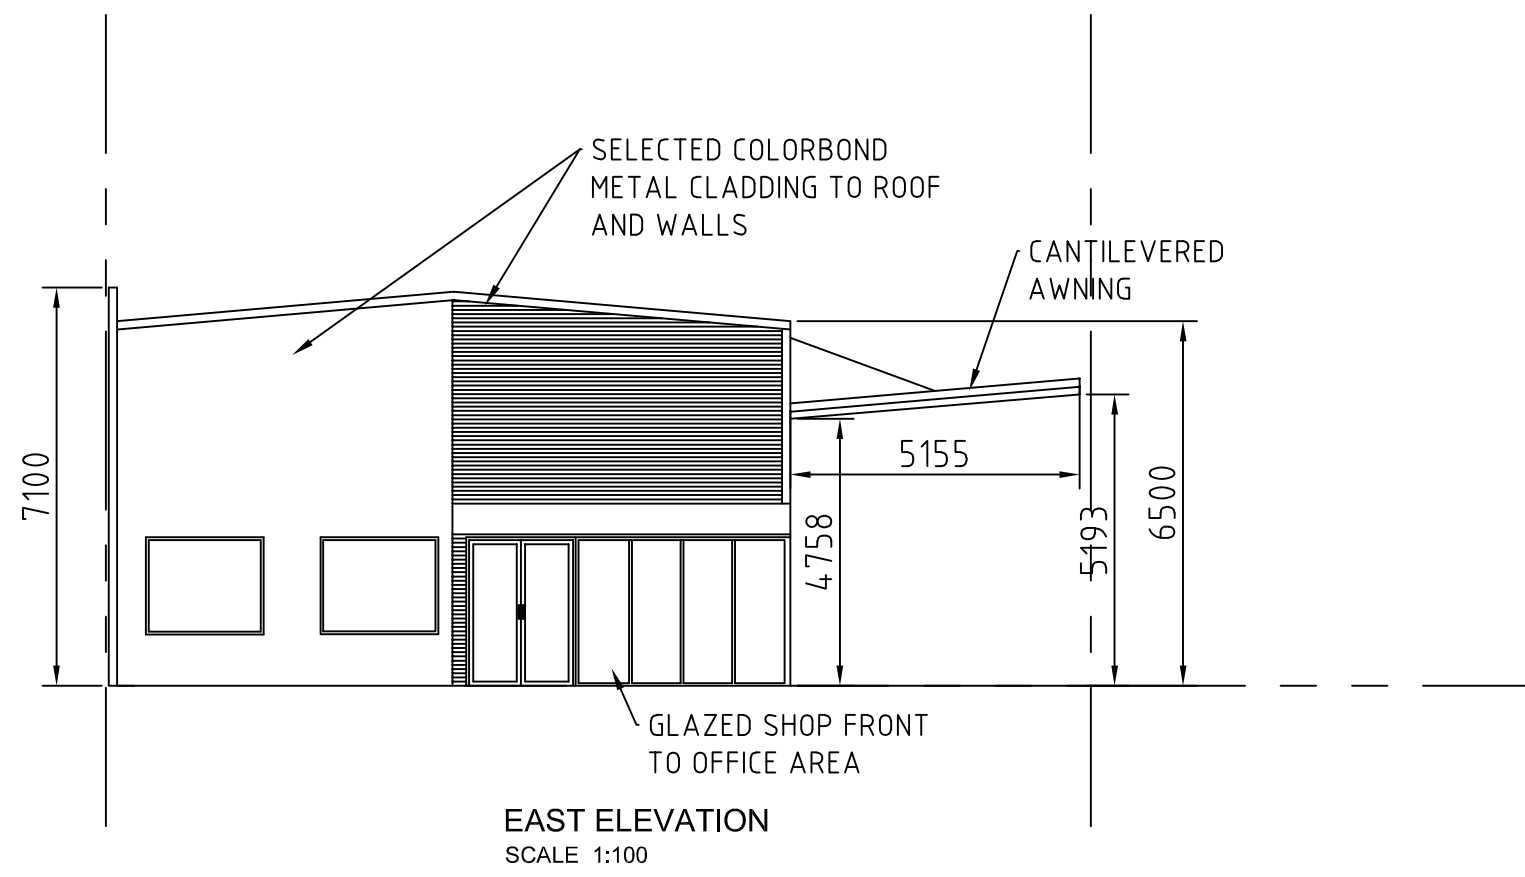 SELECTED COLORBOND
METAL CLADDING TO ROOF
AND WALLS
CANTILEVERED
AWNING
7100
5155
4758
5193
6500
GLAZED SHOP FRONT
TO OFFICE AREA
EAST ELEVATION
SCALE 1:100